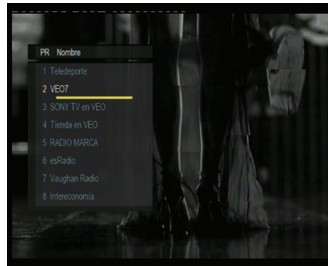 PR Nombre
1 Teledeporte
2 VEO7
3 SONY TV en VEO
4 Tienda en VEO
5 RADIO MARCA
6 esRadio
7 Vaughan Radio
8 Intereconomía